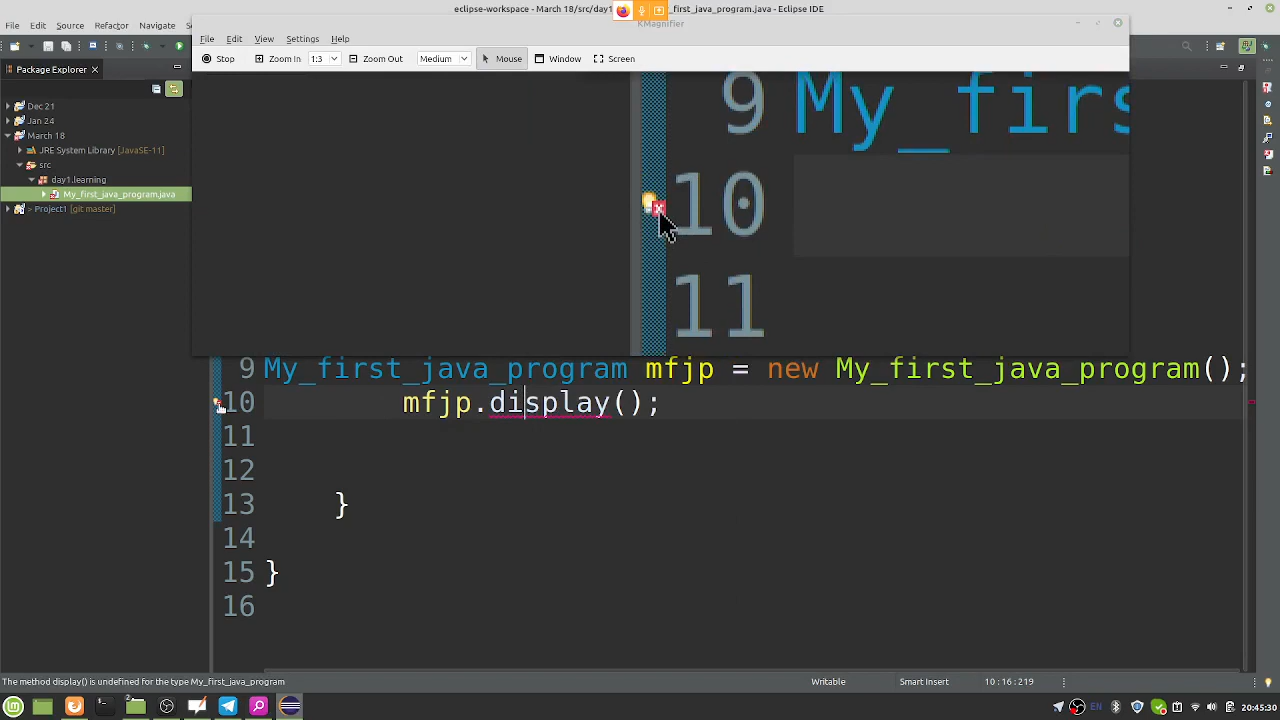 eclipse-workspace - March 18/src/day1
_first_java_program.java - Eclipse IDE
File Edit Source Refactor Navigate
KMagnifier
File Edit View Settings Help
Stop Zoom In 1:3 Zoom Out Medium Mouse Window Screen
Package Explorer
Dec 21
Jan 24
March 18
JRE System Library [JavaSE-11]
src
day1.learning
My_first_java_program.java
> Project1 [git master]
9 My_firs
10
11
9 My_first_java_program mfjp = new My_first_java_program();
10 mfjp.display();
11
12
13 }
14
15 }
16
The method display() is undefined for the type My_first_java_program
Writable Smart Insert 10:16:219
EN 20:45:30